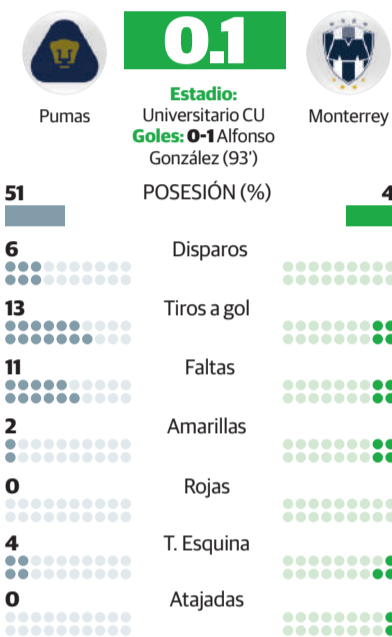 0.1
Pumas
Monterrey
Estadio:
Universitario CU
Goles: 0-1 Alfonso
González (93')
51 POSESIÓN (%) 4
6 Disparos
13 Tiros a gol
11 Faltas
2 Amarillas
0 Rojas
4 T. Esquina
0 Atajadas